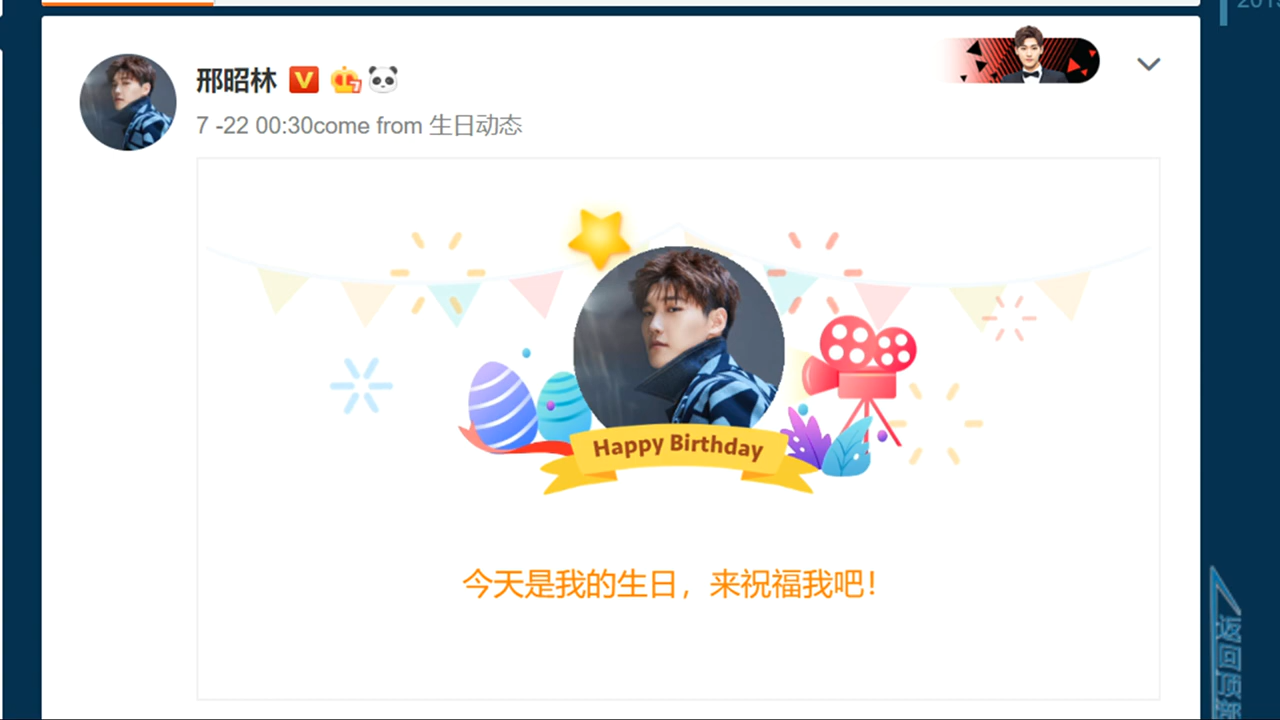 2019
邢昭林
7 -22 00:30come from 生日动态
Happy Birthday
今天是我的生日，来祝福我吧！
返回顶部